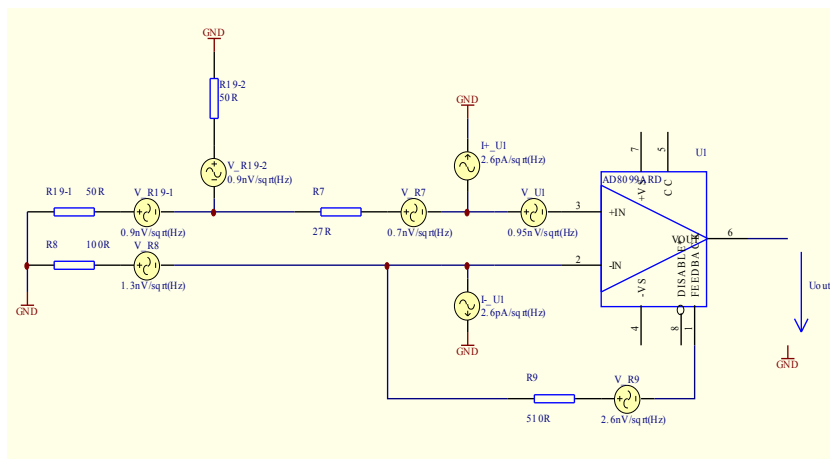 GND
R19-2
50R
V_R19-2
0.9nV/sqrt(Hz)
GND
I+_U1
2.6pA/sqrt(Hz)
7
5
U1
AD8099ARD
+VS
CC
R19-1
50R
V_R19-1
0.9nV/sqrt(Hz)
R7
27R
V_R7
0.7nV/sqrt(Hz)
V_U1
0.95nV/sqrt(Hz)
3
+IN
VOUT
6
R8
100R
V_R8
1.3nV/sqrt(Hz)
2
-IN
-VS
DISABLE
FEEDBACK
GND
I-_U1
2.6pA/sqrt(Hz)
GND
4
8
1
Uout
GND
R9
510R
V_R9
2.6nV/sqrt(Hz)